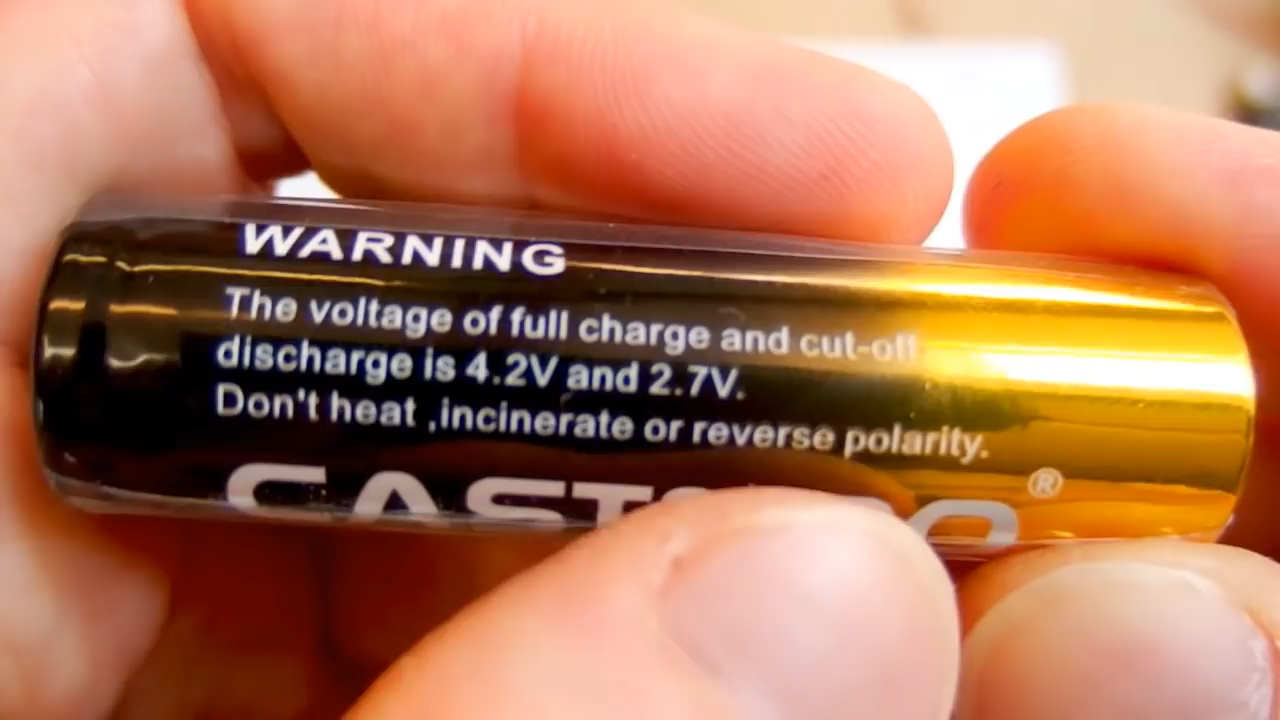 WARNING
The voltage of full charge and cut-off
discharge is 4.2V and 2.7V.
Don't heat ,incinerate or reverse polarity.
®